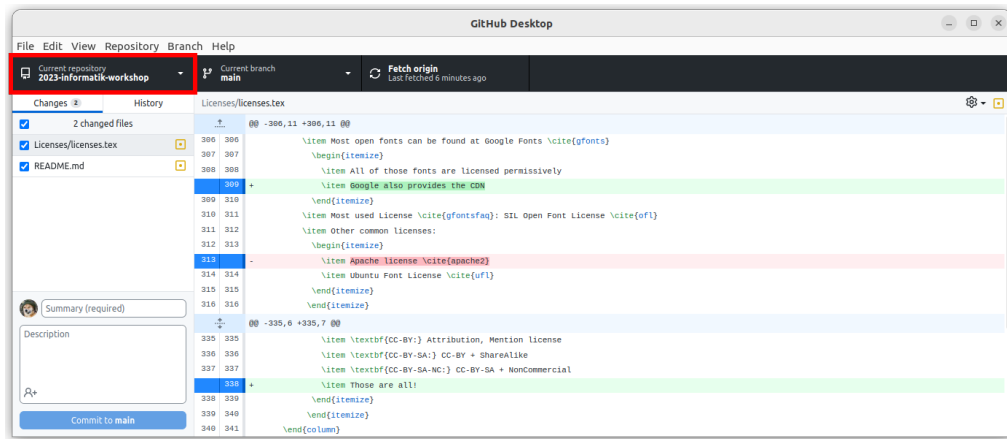 GitHub Desktop
File Edit View Repository Branch Help
Current repository
2023-informatik-workshop
Current branch
main
Fetch origin
Last fetched 6 minutes ago
Changes 2 History
Licenses/licenses.tex
2 changed files
Licenses/licenses.tex
README.md
@@ -306,11 +306,11 @@
306 306 \item Most open fonts can be found at Google Fonts \cite{gfonts}
307 307 \begin{itemize}
308 308 \item All of those fonts are licensed permissively
309 + \item Google also provides the CDN
309 310 \end{itemize}
310 311 \item Most used License \cite{gfontsfaq}: SIL Open Font License \cite{ofl}
311 312 \item Other common licenses:
312 313 \begin{itemize}
313 - \item Apache license \cite{apache2}
314 314 \item Ubuntu Font License \cite{ufl}
315 315 \end{itemize}
316 316 \end{itemize}
@@ -335,6 +335,7 @@
335 335 \item \textbf{CC-BY:} Attribution, Mention license
336 336 \item \textbf{CC-BY-SA:} CC-BY + ShareAlike
337 337 \item \textbf{CC-BY-SA-NC:} CC-BY-SA + NonCommercial
338 + \item Those are all!
338 339 \end{itemize}
339 340 \end{itemize}
340 341 \end{column}
Summary (required)
Description
Commit to main